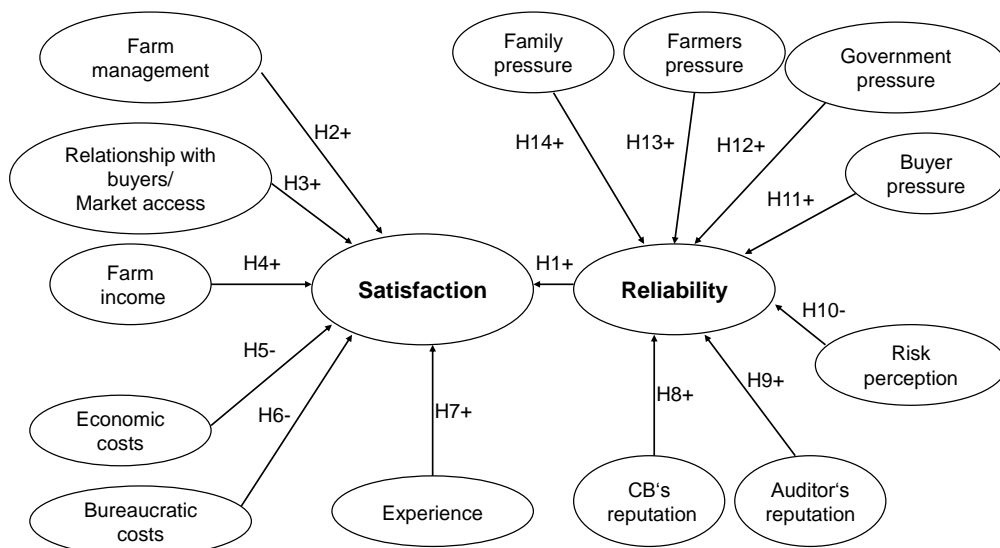 Farm
management
Family
pressure
Farmers
pressure
Government
pressure
H2+
H14+
H13+
H12+
Relationship with
buyers/
Market access
H3+
Buyer
pressure
H11+
Farm
income
H4+
Satisfaction
H1+
Reliability
H10-
Risk
perception
H5-
Economic
costs
H6-
H7+
H8+
H9+
Bureaucratic
costs
Experience
CB‘s
reputation
Auditor‘s
reputation